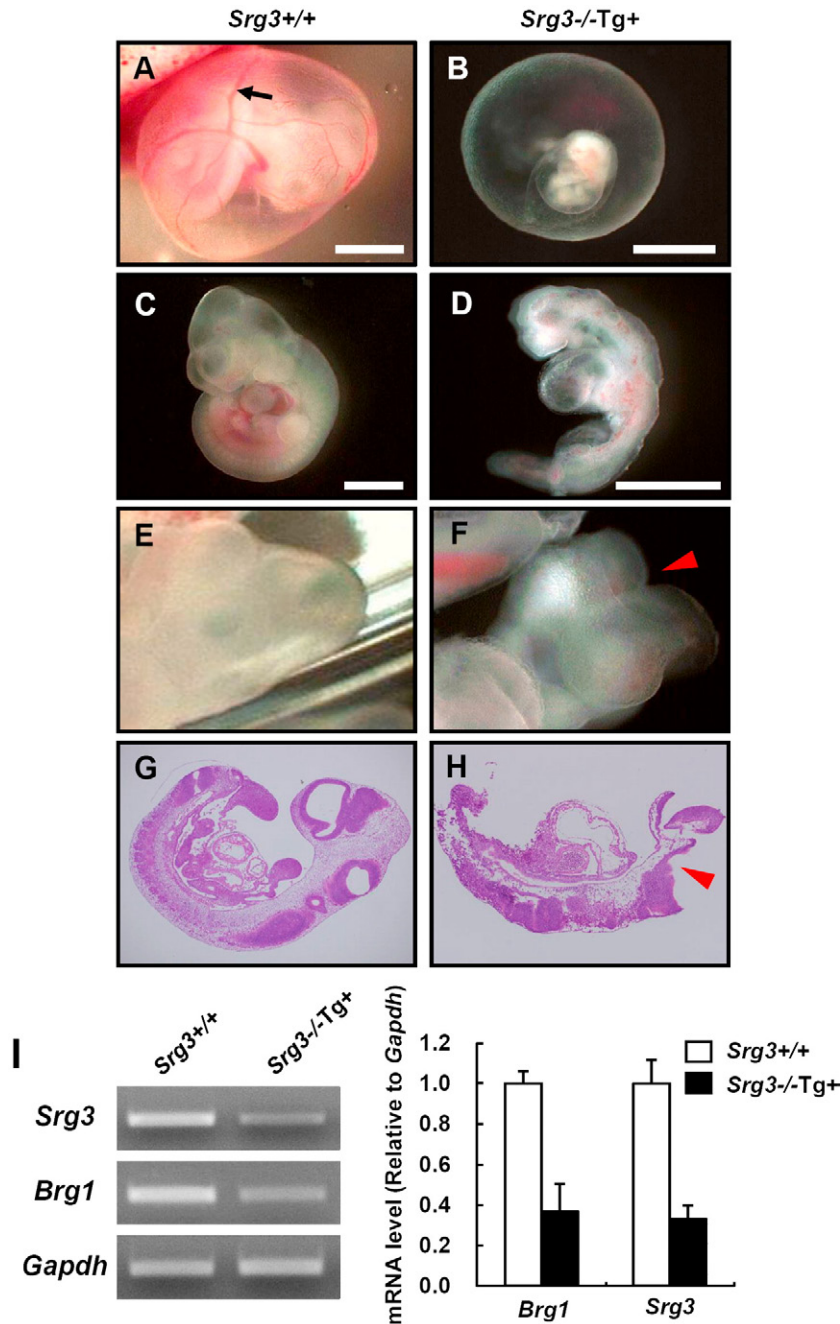 Srg3+/+ Srg3-/-Tg+
A B
C D
E F
G H
I
Srg3+/+ Srg3-/-Tg+
Srg3
Brg1
Gapdh
mRNA level (Relative to Gapdh)
1.2
1.0
0.8
0.6
0.4
0.2
0.0
Brg1 Srg3
Srg3+/+
Srg3-/-Tg+